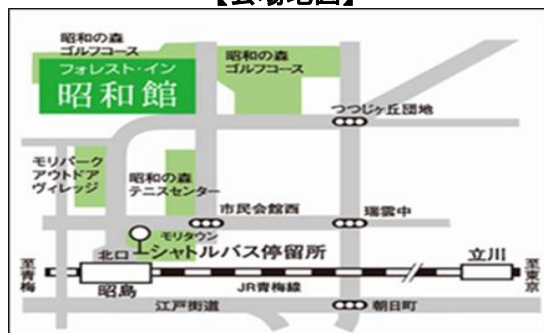 【会場地図】
昭和の森
ゴルフコース
フォレスト・イン
昭和館
昭和の森
ゴルフコース
つつじヶ丘団地
モリパーク
アウトドア
ヴィレッジ
昭和の森
テニスセンター
市民会館西
瑞雲中
モリタウン
シャトルバス停留所
北口
至青梅
昭島
JR青梅線
立川
至東京
江戸街道
朝日町